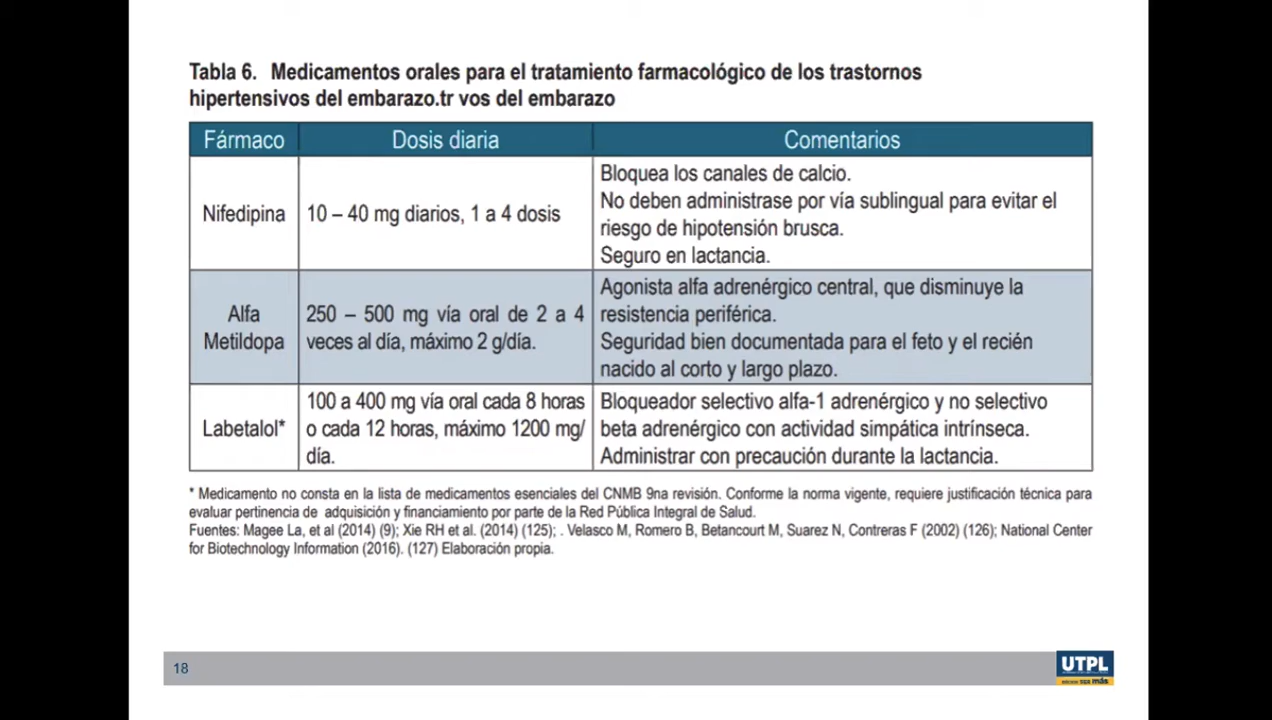 Tabla 6. Medicamentos orales para el tratamiento farmacológico de los trastornos
hipertensivos del embarazo.tr vos del embarazo
Fármaco
Dosis diaria
Comentarios
Nifedipina
10 – 40 mg diarios, 1 a 4 dosis
Bloquea los canales de calcio.
No deben administrase por vía sublingual para evitar el
riesgo de hipotensión brusca.
Seguro en lactancia.
Alfa
Metildopa
250 – 500 mg vía oral de 2 a 4
veces al día, máximo 2 g/día.
Agonista alfa adrenérgico central, que disminuye la
resistencia periférica.
Seguridad bien documentada para el feto y el recién
nacido al corto y largo plazo.
Labetalol*
100 a 400 mg vía oral cada 8 horas
o cada 12 horas, máximo 1200 mg/
día.
Bloqueador selectivo alfa-1 adrenérgico y no selectivo
beta adrenérgico con actividad simpática intrínseca.
Administrar con precaución durante la lactancia.
* Medicamento no consta en la lista de medicamentos esenciales del CNMB 9na revisión. Conforme la norma vigente, requiere justificación técnica para
evaluar pertinencia de adquisición y financiamiento por parte de la Red Pública Integral de Salud.
Fuentes: Magee La, et al (2014) (9); Xie RH et al. (2014) (125); . Velasco M, Romero B, Betancourt M, Suarez N, Contreras F (2002) (126); National Center
for Biotechnology Information (2016). (127) Elaboración propia.
18
UTPL
más